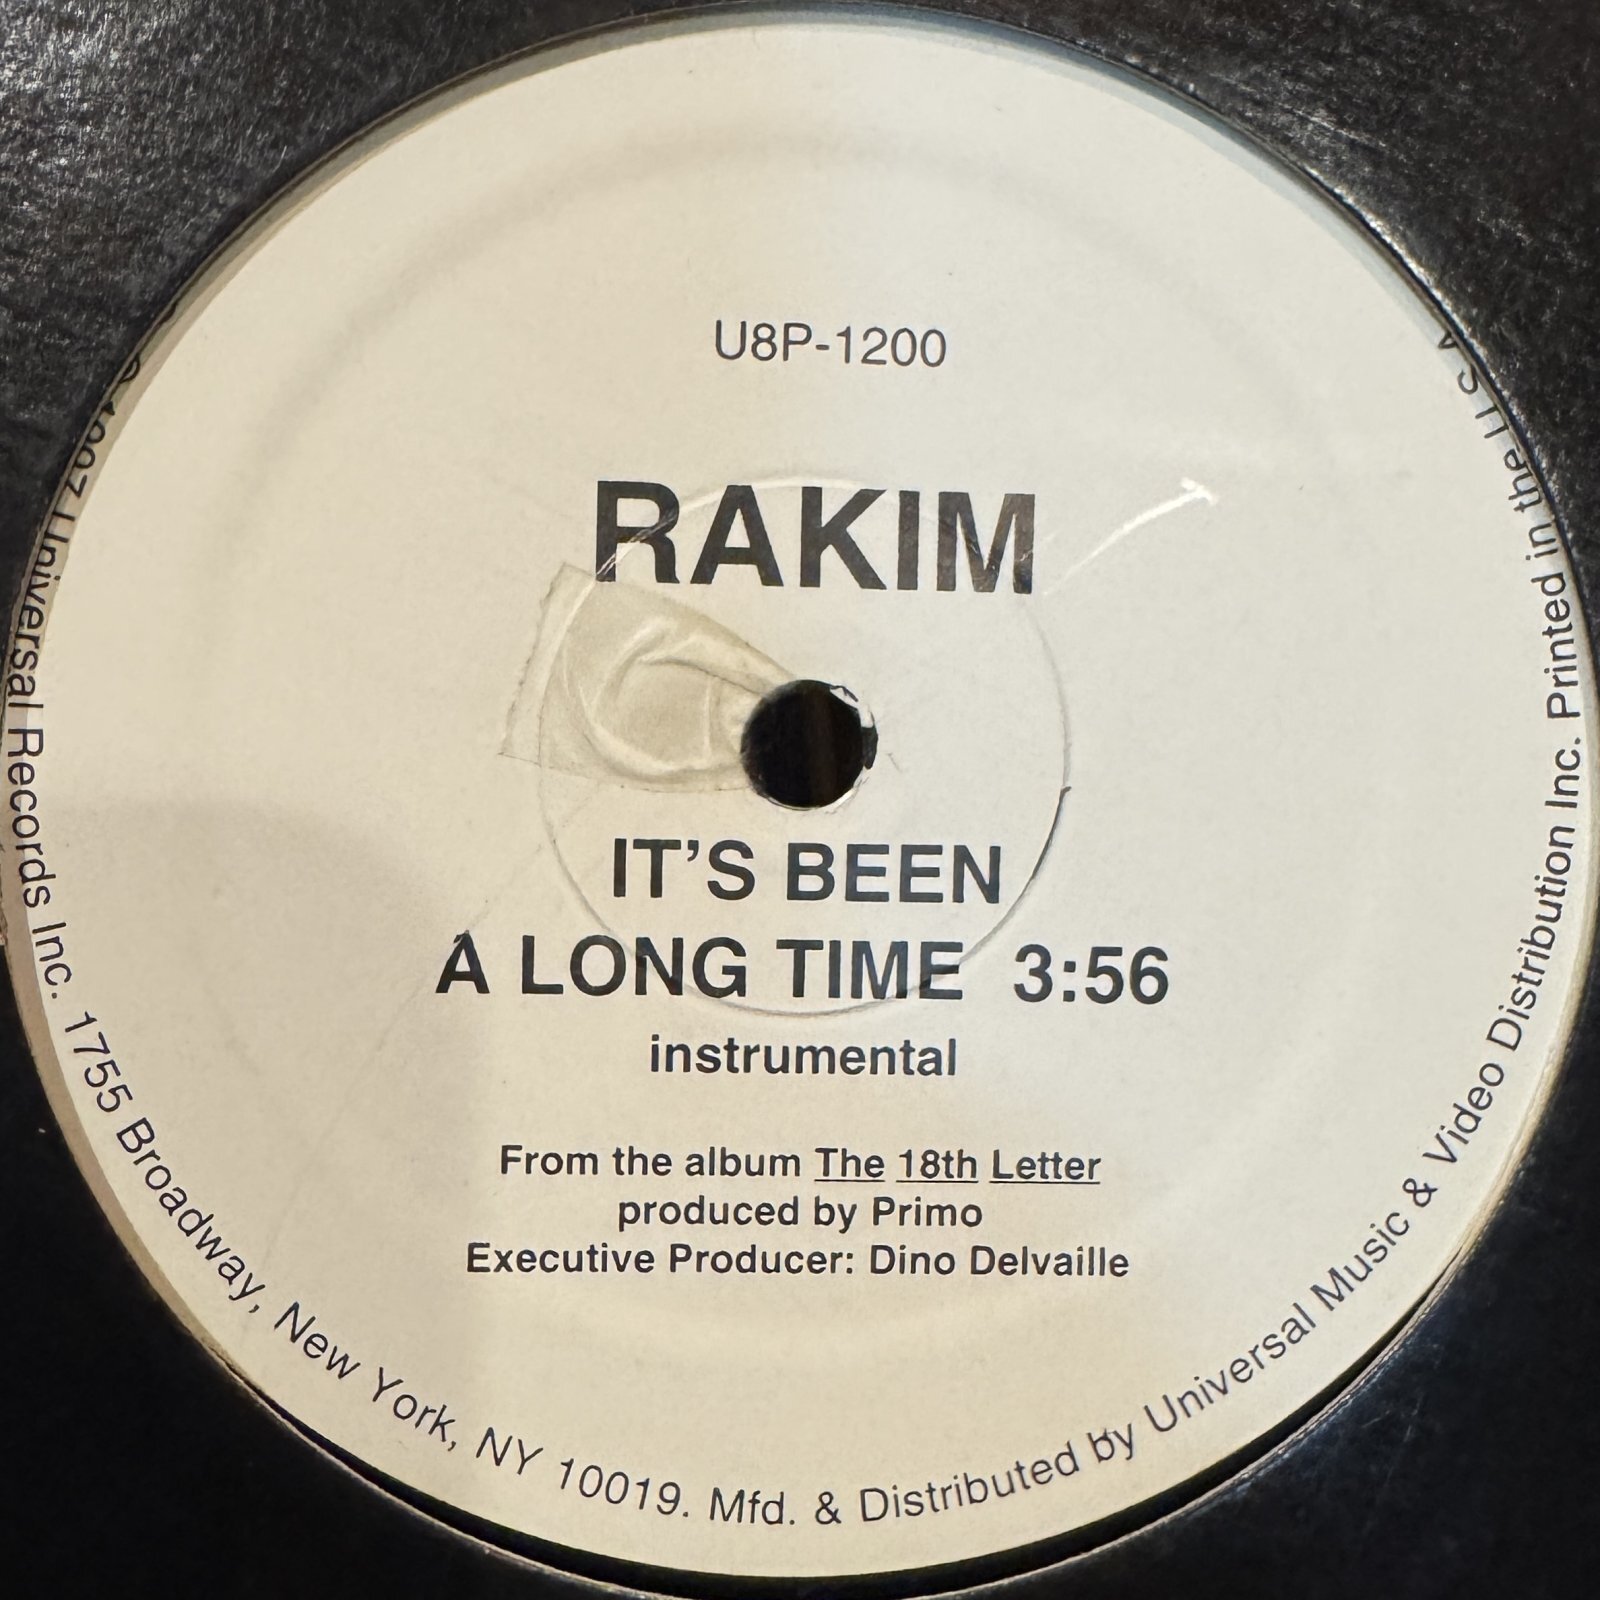 U8P-1200
RAKIM
IT'S BEEN
A LONG TIME 3:56
instrumental
From the album The 18th Letter
produced by Primo
Executive Producer: Dino Delvaille
1997 Universal Records Inc. 1755 Broadway, New York, NY 10019. Mfd. & Distributed by Universal Music & Video Distribution Inc. Printed in the U.S.A